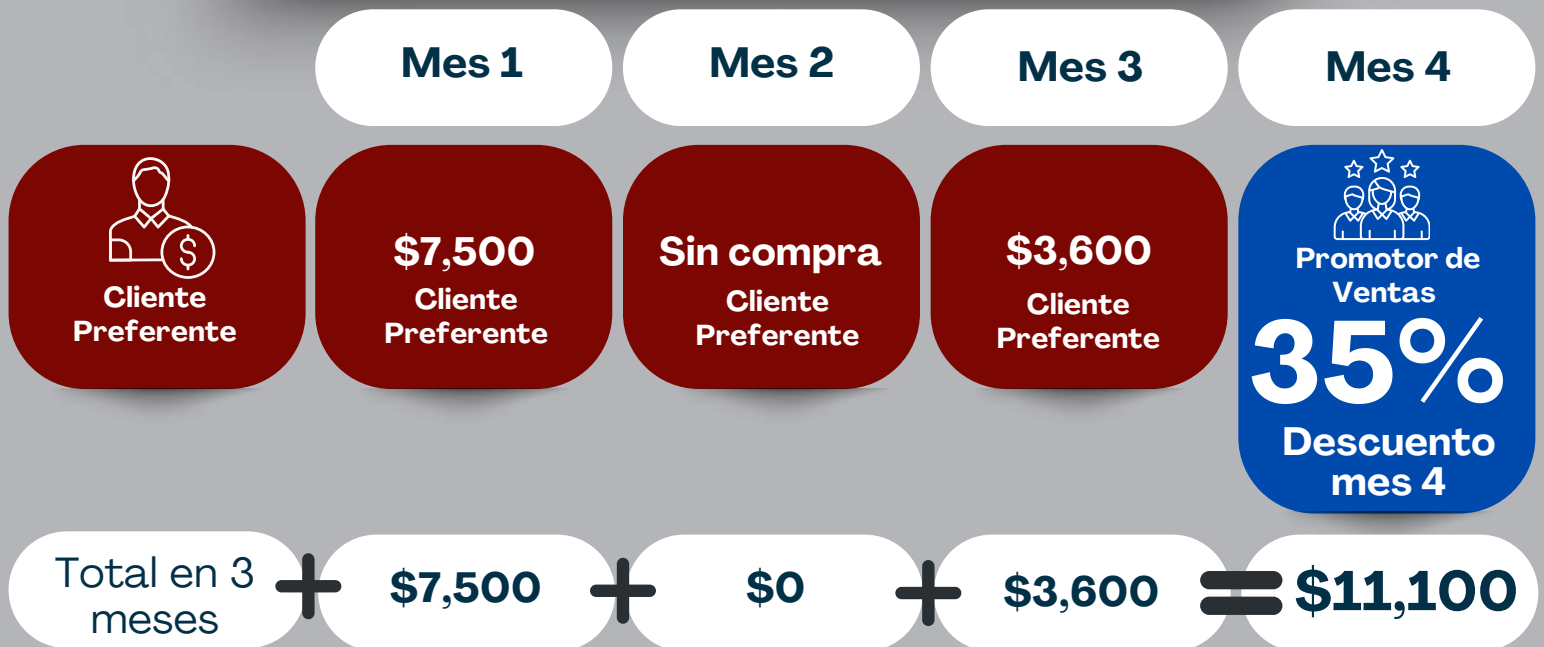 Mes 1
Mes 2
Mes 3
Mes 4
Cliente
Preferente
$7,500
Cliente
Preferente
Sin compra
Cliente
Preferente
$3,600
Cliente
Preferente
Promotor de
Ventas
35%
Descuento
mes 4
Total en 3
meses
+
$7,500
+
$0
+
$3,600
=
$11,100